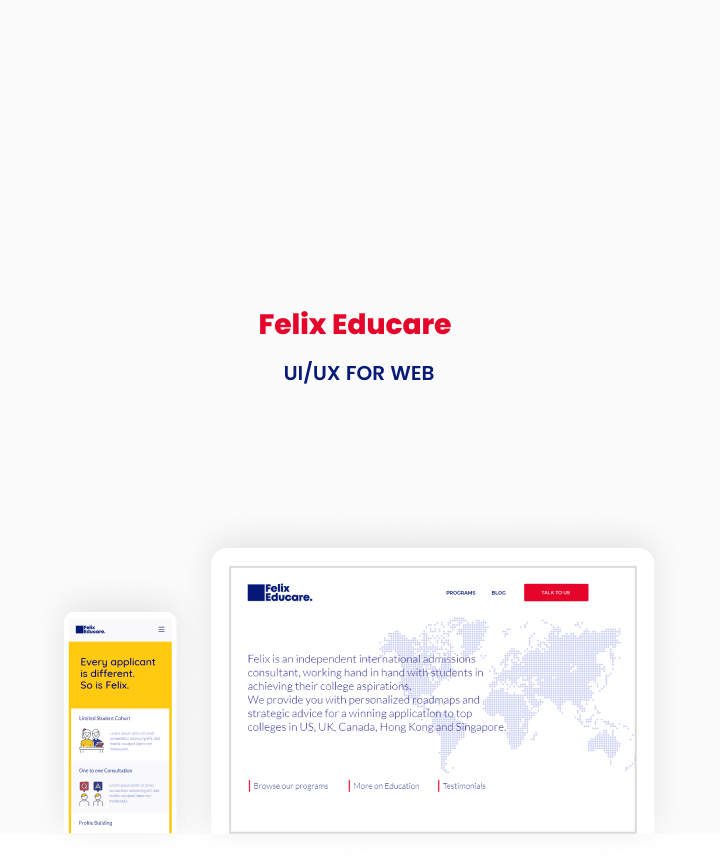 Felix Educare
UI/UX FOR WEB
Felix
Educare.
Every applicant
is different.
So is Felix.
Limited Student Cohort
One to one Consultation
Profile Building
Felix
Educare.
PROGRAMS
BLOG
TALK TO US
Felix is an independent international admissions
consultant, working hand in hand with students in
achieving their college aspirations.
We provide you with personalized roadmaps and
strategic advice for a winning application to top
colleges in US, UK, Canada, Hong Kong and Singapore.
Browse our programs
More on Education
Testimonials